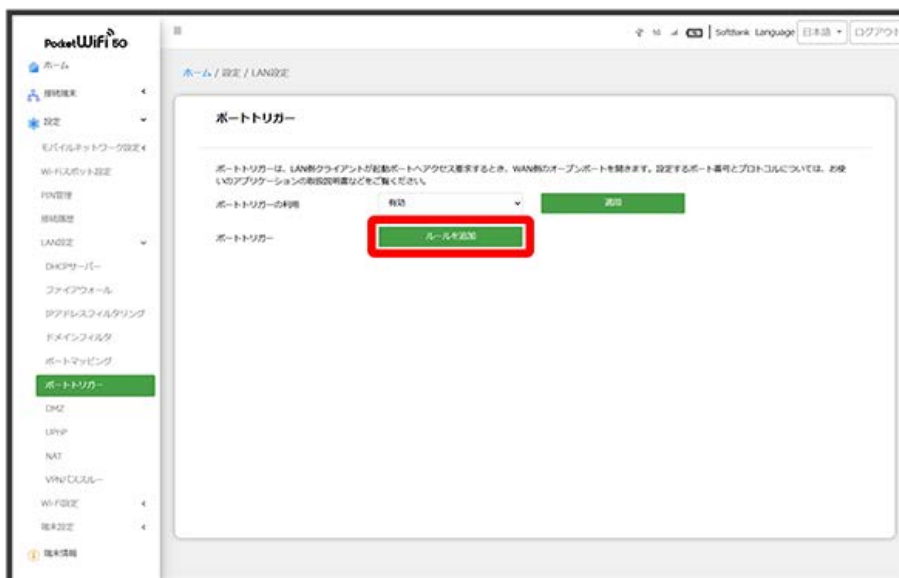 Pocket WiFi 5G
5G
Softbank
Language
日本語
ログアウト
ホーム
接続端末
設定
モバイルネットワーク設定
Wi-Fiスポット設定
PIN管理
接続履歴
LAN設定
DHCPサーバー
ファイアウォール
IPアドレスフィルタリング
ドメインフィルタ
ポートマッピング
ポートトリガー
DMZ
UPnP
NAT
VPNパススルー
Wi-Fi設定
端末設定
端末情報
ホーム / 設定 / LAN設定
ポートトリガー
ポートトリガーは、LAN側クライアントが起動ポートへアクセス要求するとき、WAN側のオープンポートを開きます。設定するポート番号とプロトコルについては、お使
いのアプリケーションの取扱説明書などをご覧ください。
ポートトリガーの利用
有効
適用
ポートトリガー
ルールを追加